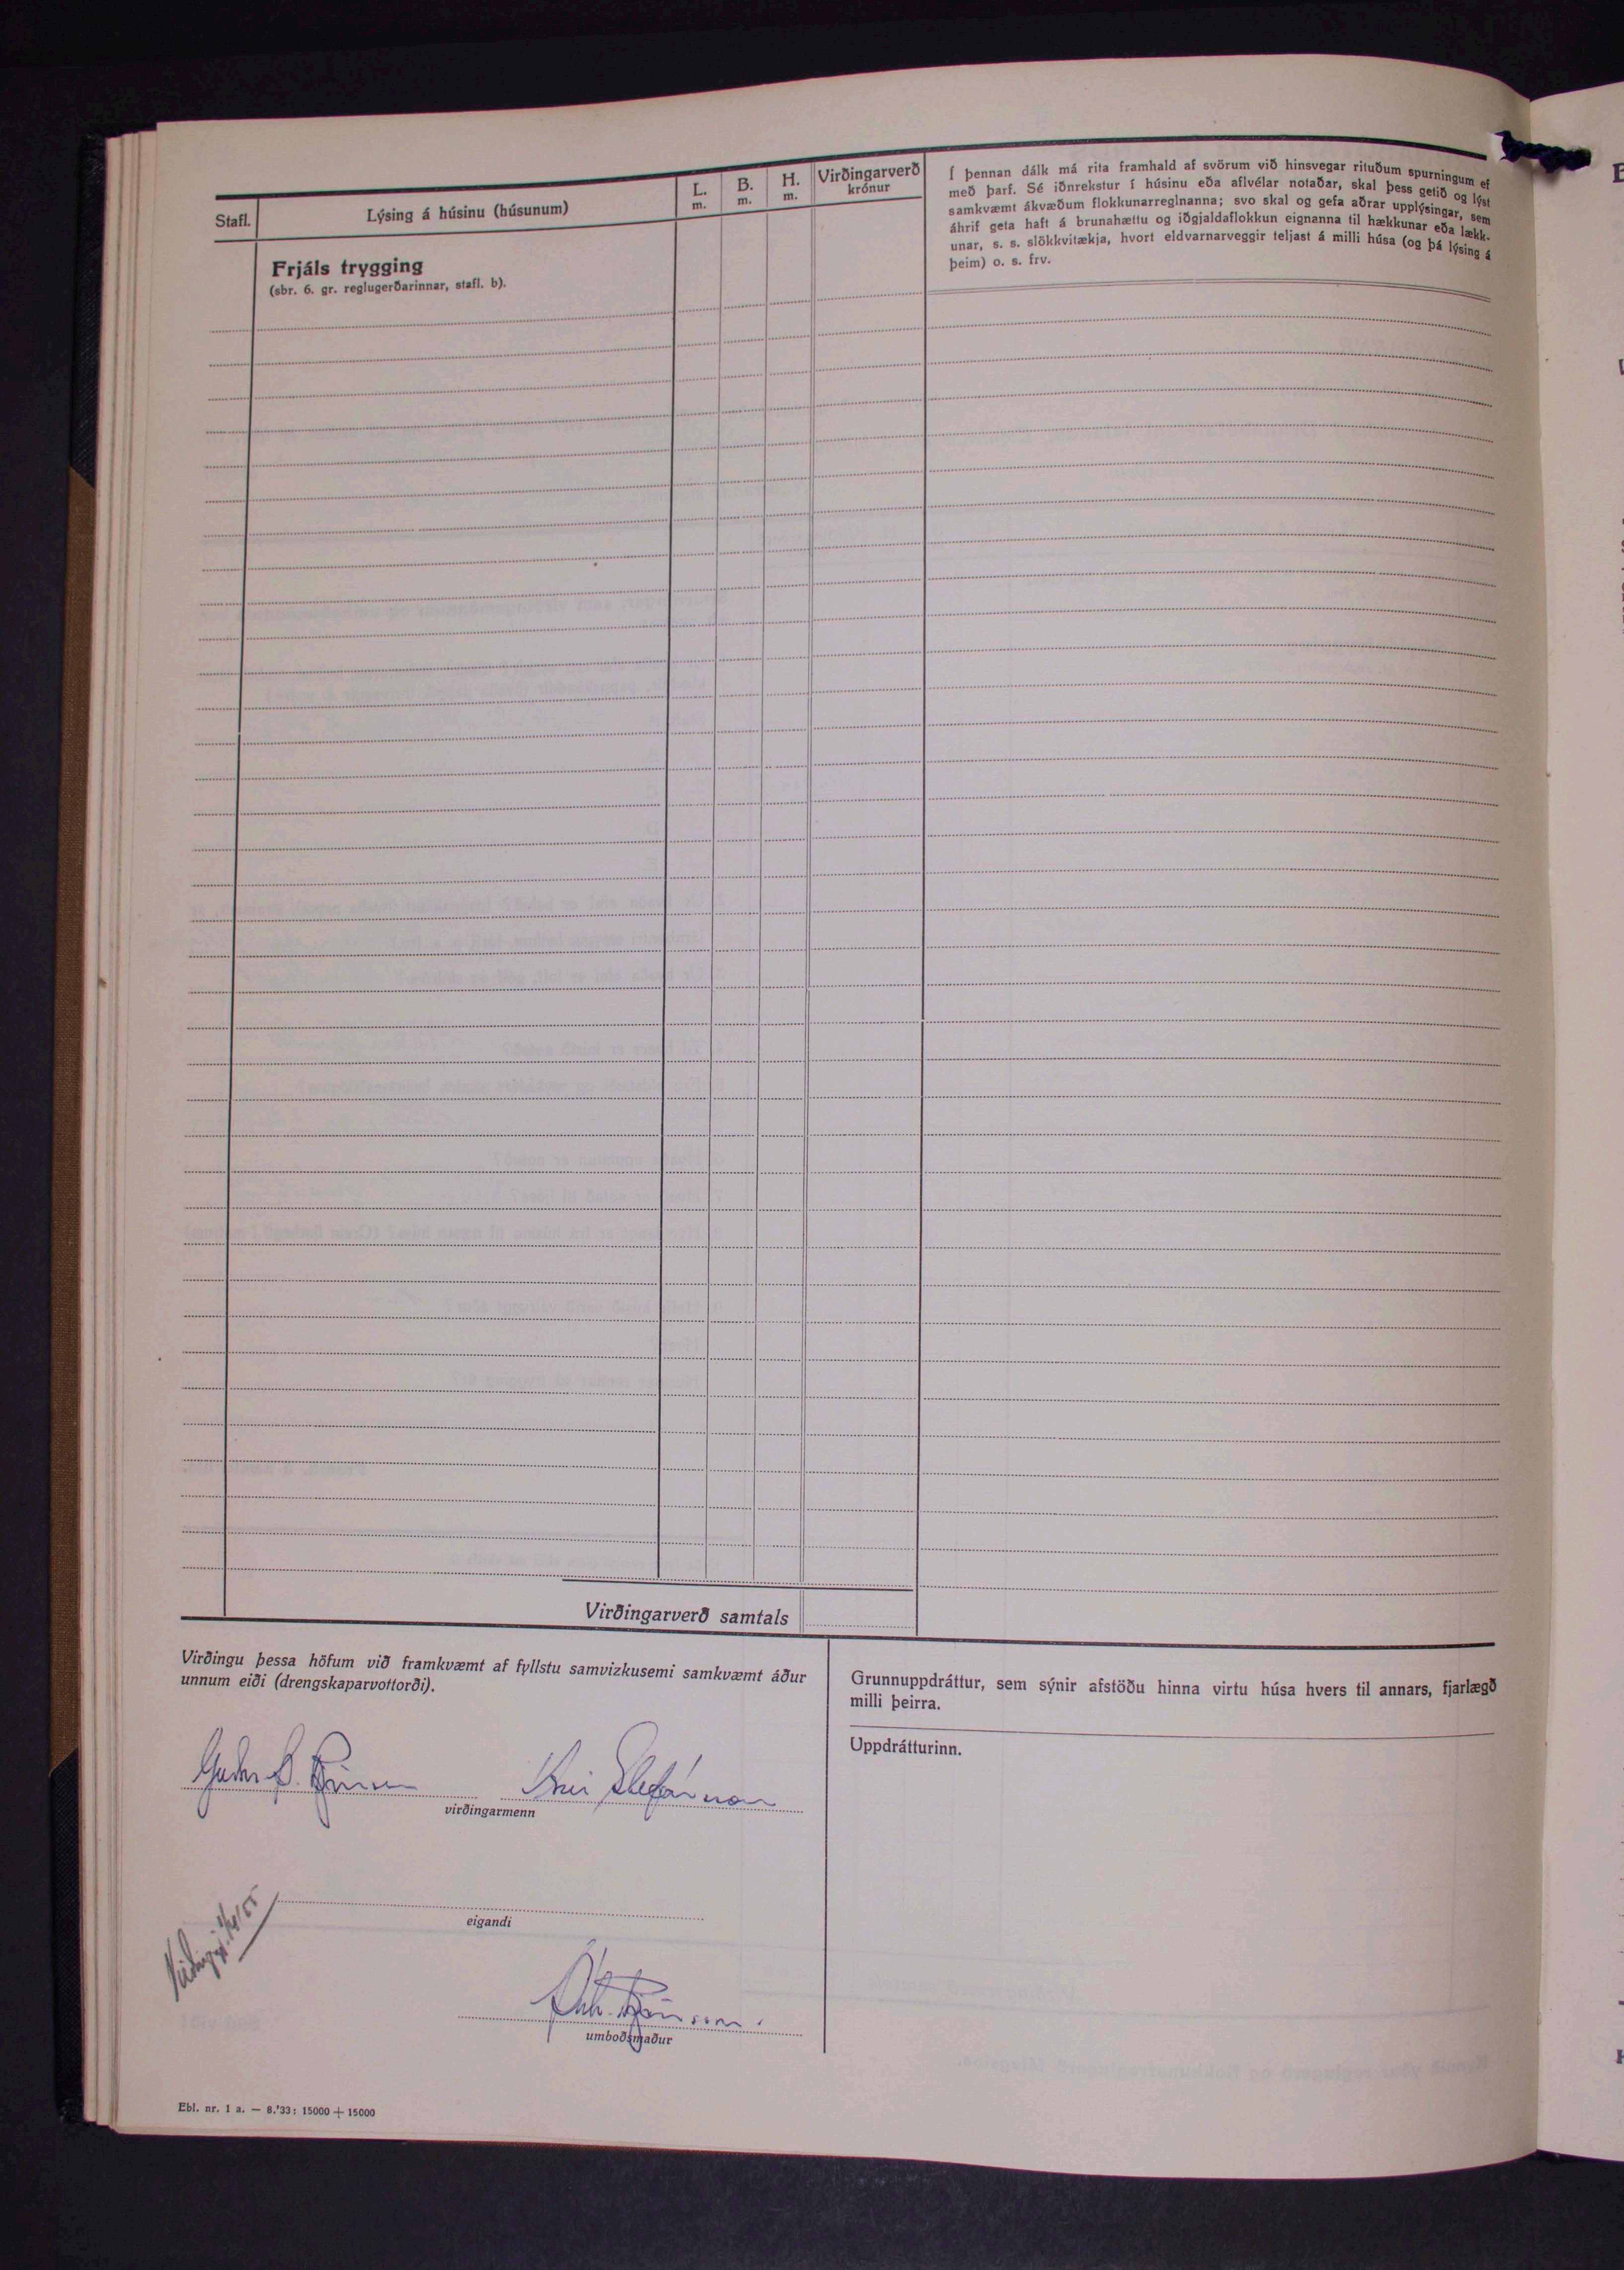 Stafl.
Lýsing á húsinu (húsunum)
L.
m.
B.
m.
H.
m.
Virðingarverð
krónur
Í þennan dálk má rita framhald af svörum við hinsvegar rituðum spurningum ef
með þarf. Sé iðnrekstur í húsinu eða aflvélar notaðar, skal þess getið og lýst
samkvæmt ákvæðum flokkunarreglnanna; svo skal og gefa aðrar upplýsingar, sem
áhrif geta haft á brunahættu og iðgjaldaflokkun eignanna til hækkunar eða lækk-
unar, s. s. slökkvitækja, hvort eldvarnarveggir teljast á milli húsa (og þá lýsing á
þeim) o. s. frv.
Frjáls trygging
(sbr. 6. gr. reglugerðarinnar, stafl. b).
Virðingarverð samtals
Virðingu þessa höfum við framkvæmt af fyllstu samvizkusemi samkvæmt áður
unnum eiði (drengskaparvottorði).
Stefánsson
virðingarmenn
eigandi
umboðsmaður
Grunnuppdráttur, sem sýnir afstöðu hinna virtu húsa hvers til annars, fjarlægð
milli þeirra.
Uppdrátturinn.
Ebl. nr. 1 a. — 8.'33: 15000 + 15000